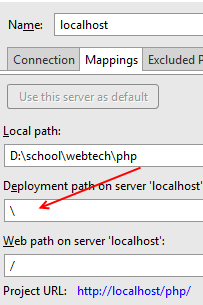 Name: localhost
Connection Mappings Excluded P
Use this server as default
Local path:
D:\school\webtech\php
Deployment path on server 'localhost'
\
Web path on server 'localhost':
/
Project URL: http://localhost/php/